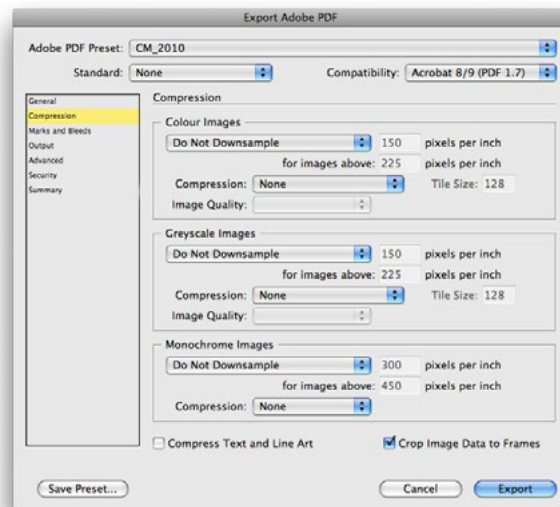 Export Adobe PDF
Adobe PDF Preset: CM_2010
Standard: None Compatibility: Acrobat 8/9 (PDF 1.7)
General
Compression
Marks and Bleeds
Output
Advanced
Security
Summary
Compression
Colour Images
Do Not Downsample 150 pixels per inch
for images above: 225 pixels per inch
Compression: None Tile Size: 128
Image Quality:
Greyscale Images
Do Not Downsample 150 pixels per inch
for images above: 225 pixels per inch
Compression: None Tile Size: 128
Image Quality:
Monochrome Images
Do Not Downsample 300 pixels per inch
for images above: 450 pixels per inch
Compression: None
Compress Text and Line Art Crop Image Data to Frames
Save Preset... Cancel Export